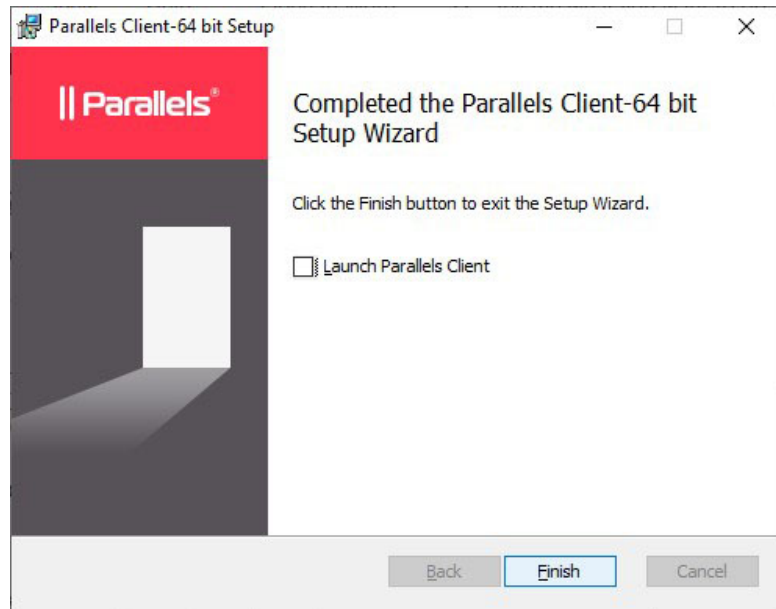 Parallels Client-64 bit Setup
|| Parallels®
Completed the Parallels Client-64 bit
Setup Wizard
Click the Finish button to exit the Setup Wizard.
Launch Parallels Client
Back Finish Cancel